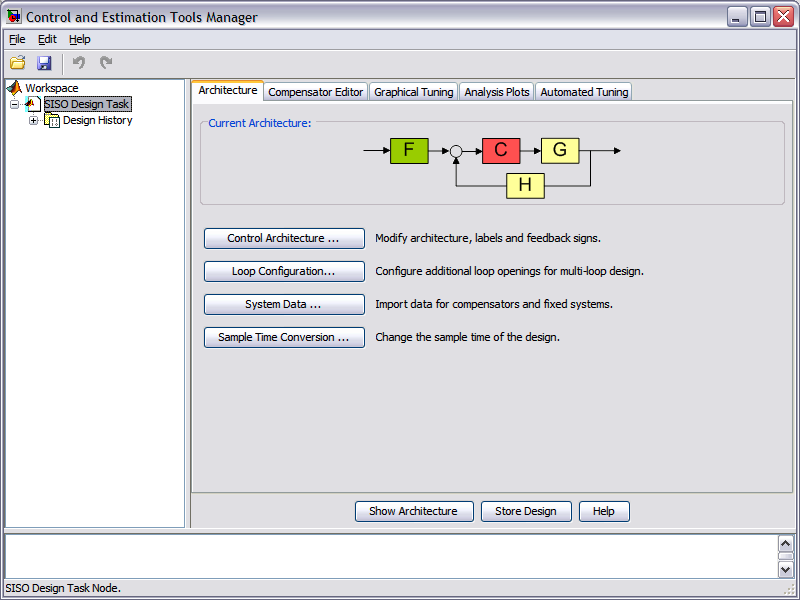 Control and Estimation Tools Manager
File Edit Help
Workspace
SISO Design Task
Design History
Architecture Compensator Editor Graphical Tuning Analysis Plots Automated Tuning
Current Architecture:
F C G
H
Control Architecture ... Modify architecture, labels and feedback signs.
Loop Configuration... Configure additional loop openings for multi-loop design.
System Data ... Import data for compensators and fixed systems.
Sample Time Conversion ... Change the sample time of the design.
Show Architecture Store Design Help
SISO Design Task Node.